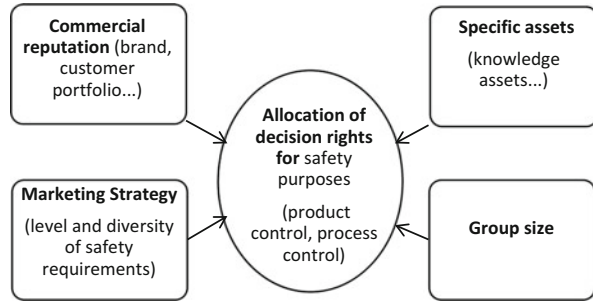 Commercial
reputation (brand,
customer
portfolio...)
Specific assets
(knowledge
assets...)
Allocation of
decision rights
for safety
purposes
(product
control, process
control)
Marketing Strategy
(level and diversity
of safety
requirements)
Group size